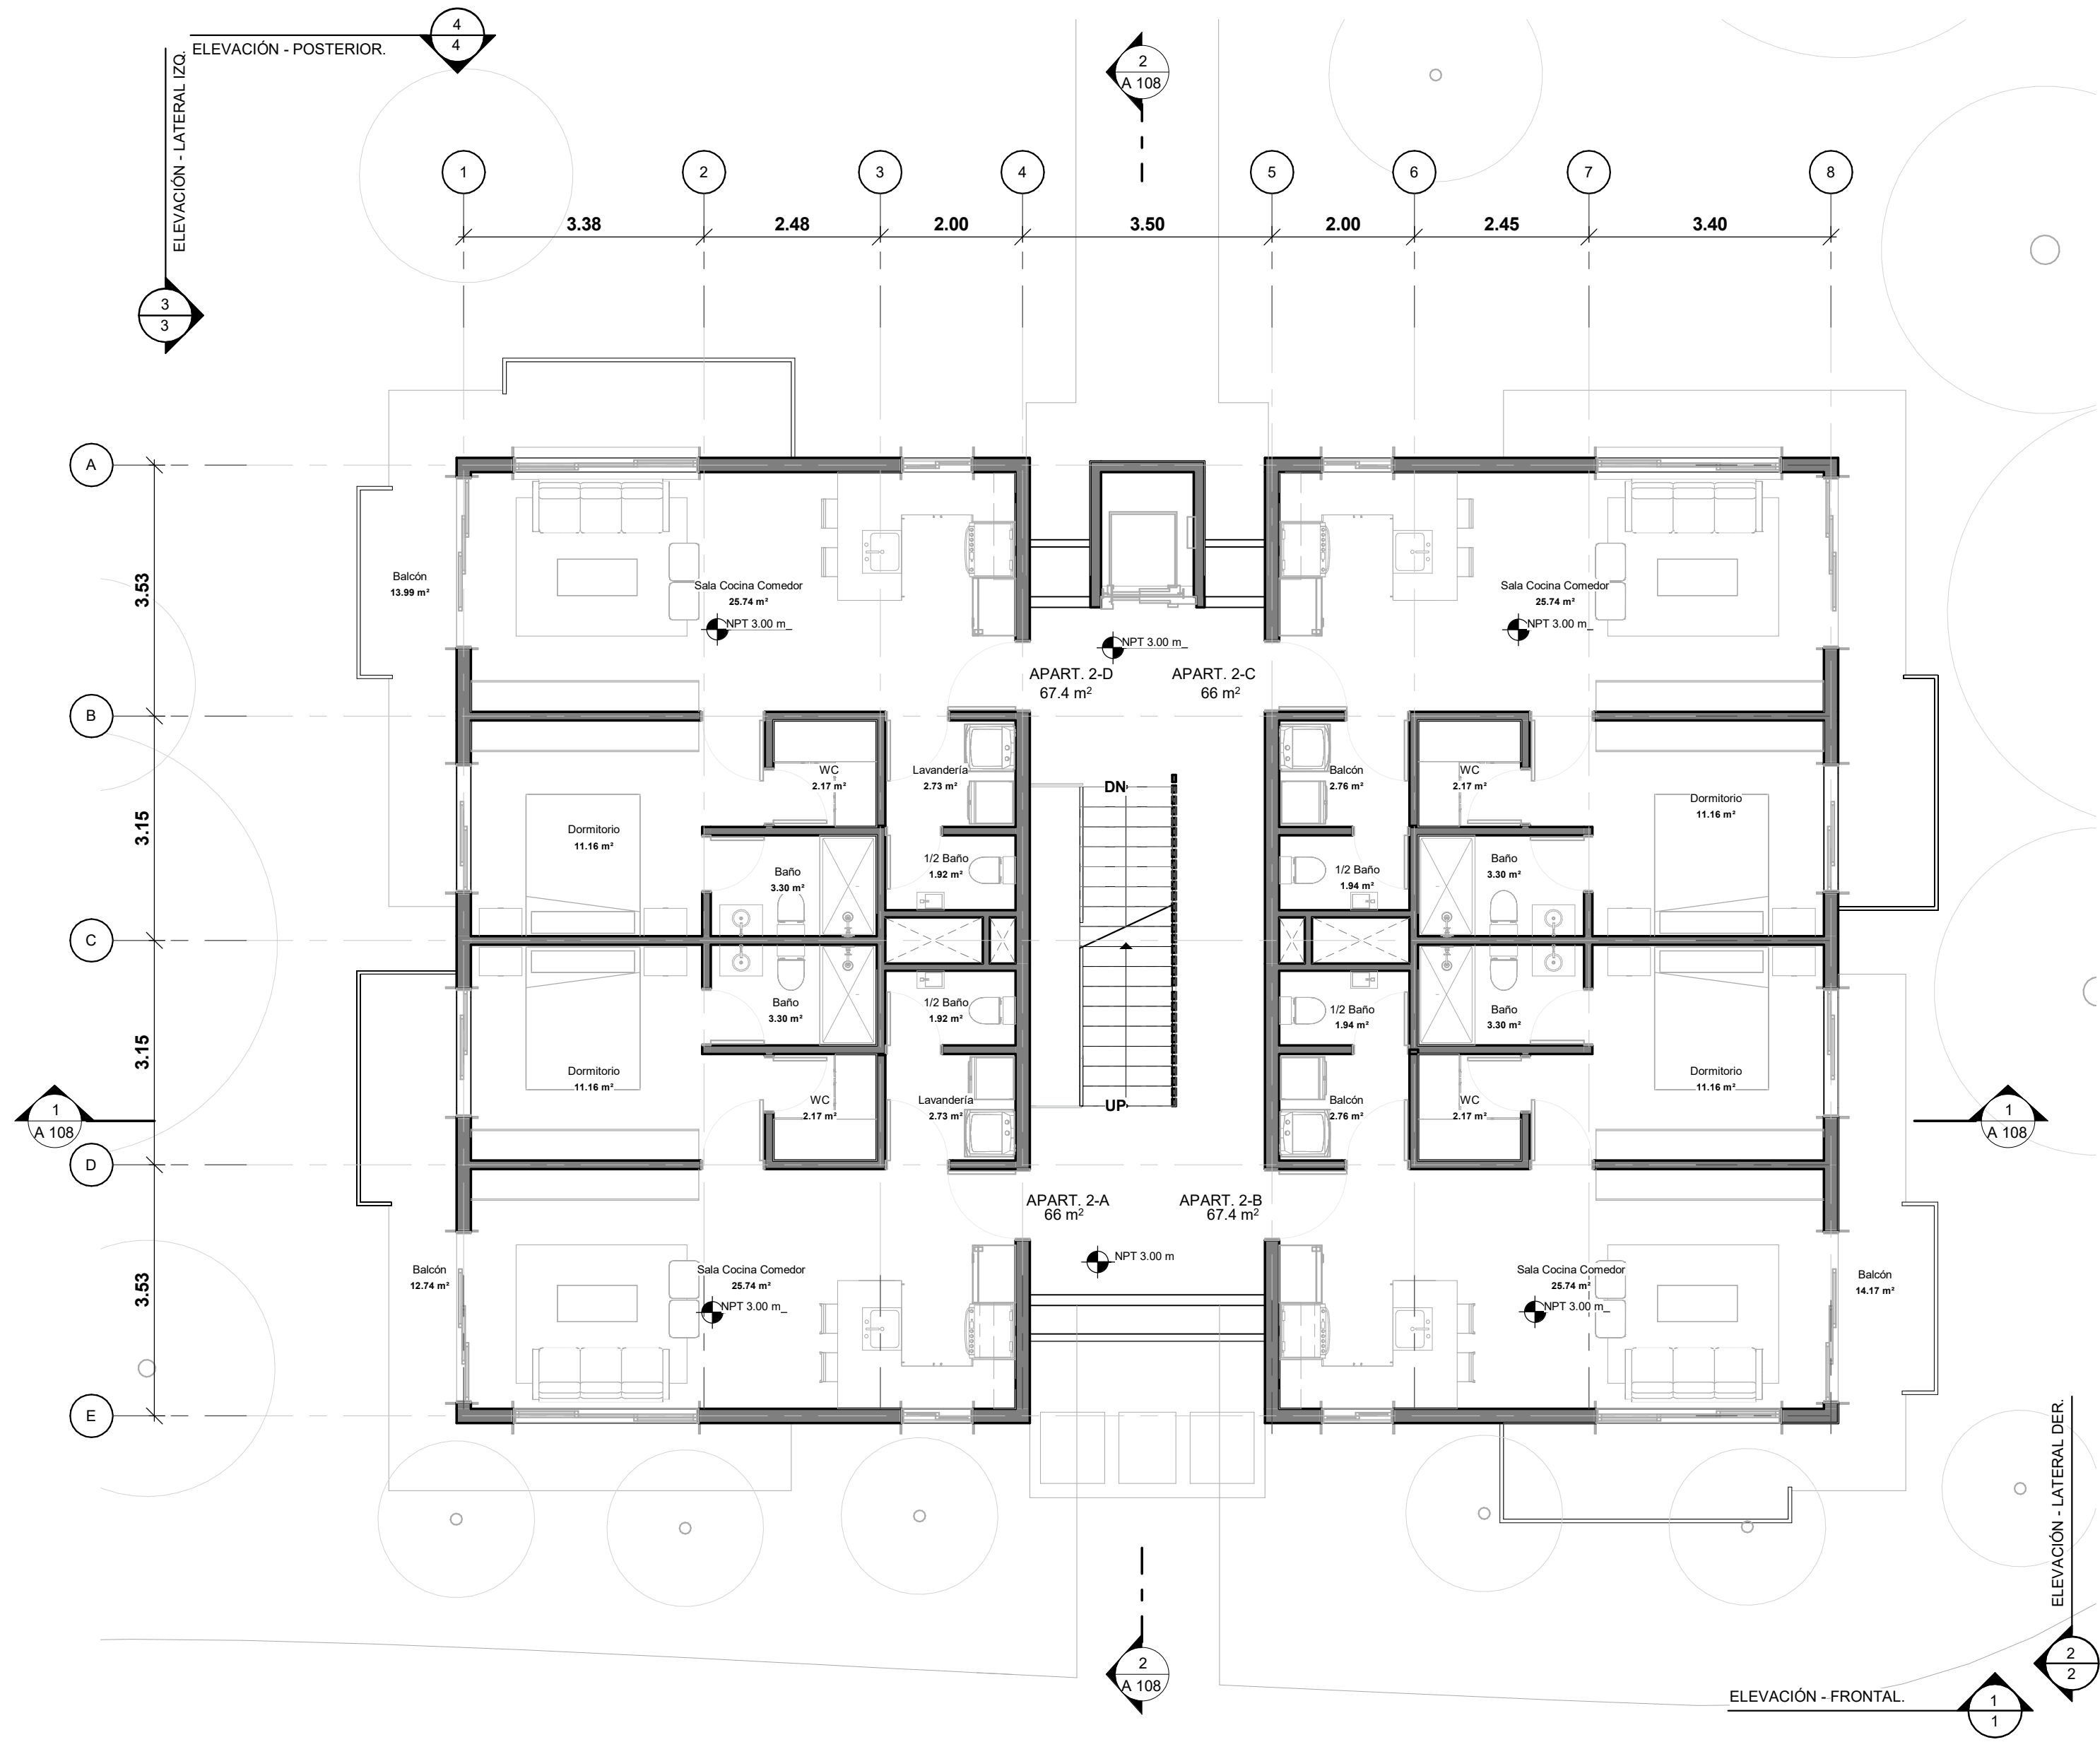 4
4
ELEVACIÓN - POSTERIOR.
ELEVACIÓN - LATERAL IZQ.
3
3
2
A 108
1
2
3
4
5
6
7
8
3.38
2.48
2.00
3.50
2.00
2.45
3.40
A
B
C
D
E
3.53
3.15
3.15
3.53
Balcón
13.99 m²
Sala Cocina Comedor
25.74 m²
NPT 3.00 m
NPT 3.00 m
Sala Cocina Comedor
25.74 m²
NPT 3.00 m
APART. 2-D
67.4 m²
APART. 2-C
66 m²
WC
2.17 m²
Lavandería
2.73 m²
DN
Balcón
2.76 m²
WC
2.17 m²
Dormitorio
11.16 m²
Dormitorio
11.16 m²
Baño
3.30 m²
1/2 Baño
1.92 m²
1/2 Baño
1.94 m²
Baño
3.30 m²
Baño
3.30 m²
1/2 Baño
1.92 m²
1/2 Baño
1.94 m²
Baño
3.30 m²
Dormitorio
11.16 m²
Dormitorio
11.16 m²
WC
2.17 m²
Lavandería
2.73 m²
UP
Balcón
2.76 m²
WC
2.17 m²
1
A 108
1
A 108
APART. 2-A
66 m²
APART. 2-B
67.4 m²
NPT 3.00 m
Balcón
12.74 m²
Sala Cocina Comedor
25.74 m²
NPT 3.00 m
Sala Cocina Comedor
25.74 m²
NPT 3.00 m
Balcón
14.17 m²
ELEVACIÓN - LATERAL DER.
2
2
2
A 108
ELEVACIÓN - FRONTAL.
1
1